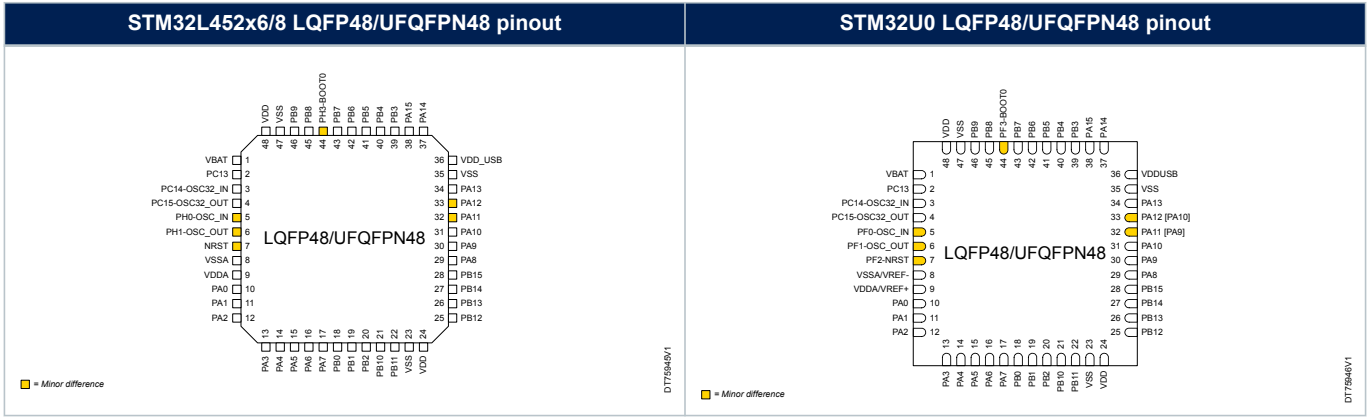 STM32L452x6/8 LQFP48/UFQFPN48 pinout
VDD
VSS
PB9
PB8
PH3-BOOT0
PB7
PB6
PB5
PB4
PB3
PA15
PA14
48
47
46
45
44
43
42
41
40
39
38
37
VBAT 1
PC13 2
PC14-OSC32_IN 3
PC15-OSC32_OUT 4
PH0-OSC_IN 5
PH1-OSC_OUT 6
NRST 7
VSSA 8
VDDA 9
PA0 10
PA1 11
PA2 12
LQFP48/UFQFPN48
36 VDD_USB
35 VSS
34 PA13
33 PA12
32 PA11
31 PA10
30 PA9
29 PA8
28 PB15
27 PB14
26 PB13
25 PB12
13
14
15
16
17
18
19
20
21
22
23
24
PA3
PA4
PA5
PA6
PA7
PB0
PB1
PB2
PB10
PB11
VSS
VDD
= Minor difference
DT75945V1
STM32U0 LQFP48/UFQFPN48 pinout
VDD
VSS
PB9
PB8
PF3-BOOT0
PB7
PB6
PB5
PB4
PB3
PA15
PA14
48
47
46
45
44
43
42
41
40
39
38
37
VBAT 1
PC13 2
PC14-OSC32_IN 3
PC15-OSC32_OUT 4
PF0-OSC_IN 5
PF1-OSC_OUT 6
PF2-NRST 7
VSSA/VREF- 8
VDDA/VREF+ 9
PA0 10
PA1 11
PA2 12
LQFP48/UFQFPN48
36 VDDUSB
35 VSS
34 PA13
33 PA12 [PA10]
32 PA11 [PA9]
31 PA10
30 PA9
29 PA8
28 PB15
27 PB14
26 PB13
25 PB12
13
14
15
16
17
18
19
20
21
22
23
24
PA3
PA4
PA5
PA6
PA7
PB0
PB1
PB2
PB10
PB11
VSS
VDD
= Minor difference
DT75946V1